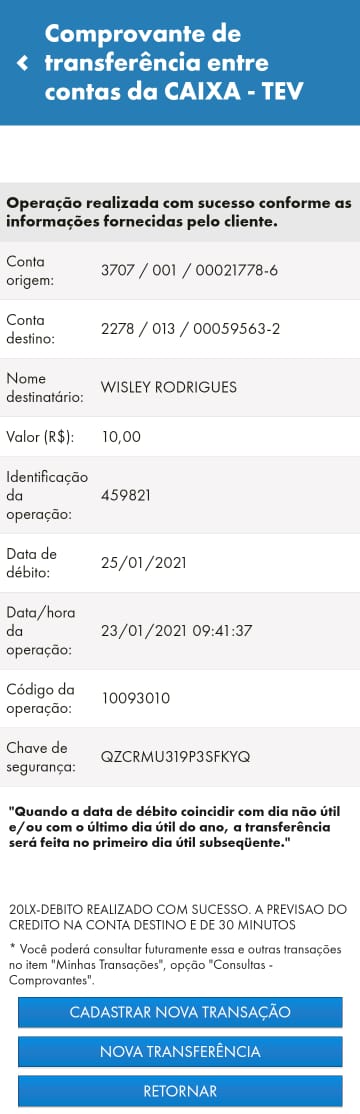 Comprovante de
transferência entre
contas da CAIXA - TEV
Operação realizada com sucesso conforme as
informações fornecidas pelo cliente.
Conta
origem:
3707 / 001 / 00021778-6
Conta
destino:
2278 / 013 / 00059563-2
Nome
destinatário:
WISLEY RODRIGUES
Valor (R$):
10,00
Identificação
da
operação:
459821
Data de
débito:
25/01/2021
Data/hora
da
operação:
23/01/2021 09:41:37
Código da
operação:
10093010
Chave de
segurança:
QZCRMU319P3SFKYQ
"Quando a data de débito coincidir com dia não útil
e/ou com o último dia útil do ano, a transferência
será feita no primeiro dia útil subseqüente."
20LX-DEBITO REALIZADO COM SUCESSO. A PREVISAO DO
CREDITO NA CONTA DESTINO E DE 30 MINUTOS
* Você poderá consultar futuramente essa e outras transações
no item "Minhas Transações", opção "Consultas -
Comprovantes".
CADASTRAR NOVA TRANSAÇÃO
NOVA TRANSFERÊNCIA
RETORNAR